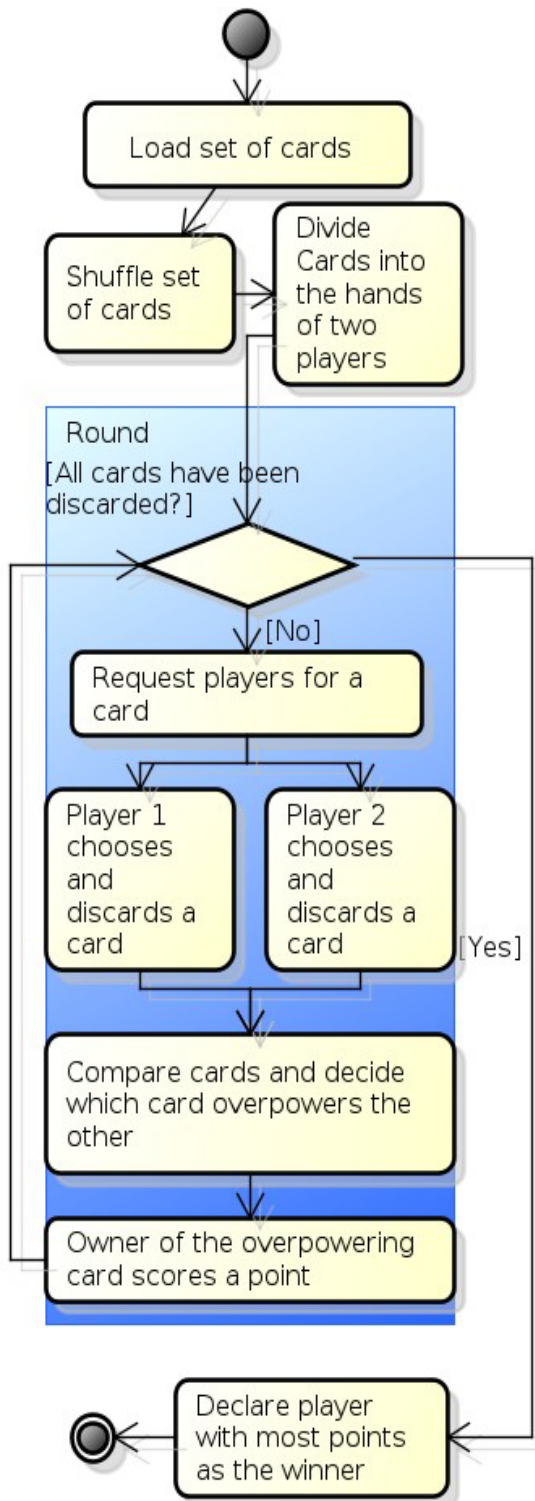 Load set of cards
Shuffle set
of cards
Divide
Cards into
the hands
of two
players
Round
[All cards have been
discarded?]
[No]
Request players for a
card
Player 1
chooses
and
discards a
card
Player 2
chooses
and
discards a
card
[Yes]
Compare cards and decide
which card overpowers the
other
Owner of the overpowering
card scores a point
Declare player
with most points
as the winner